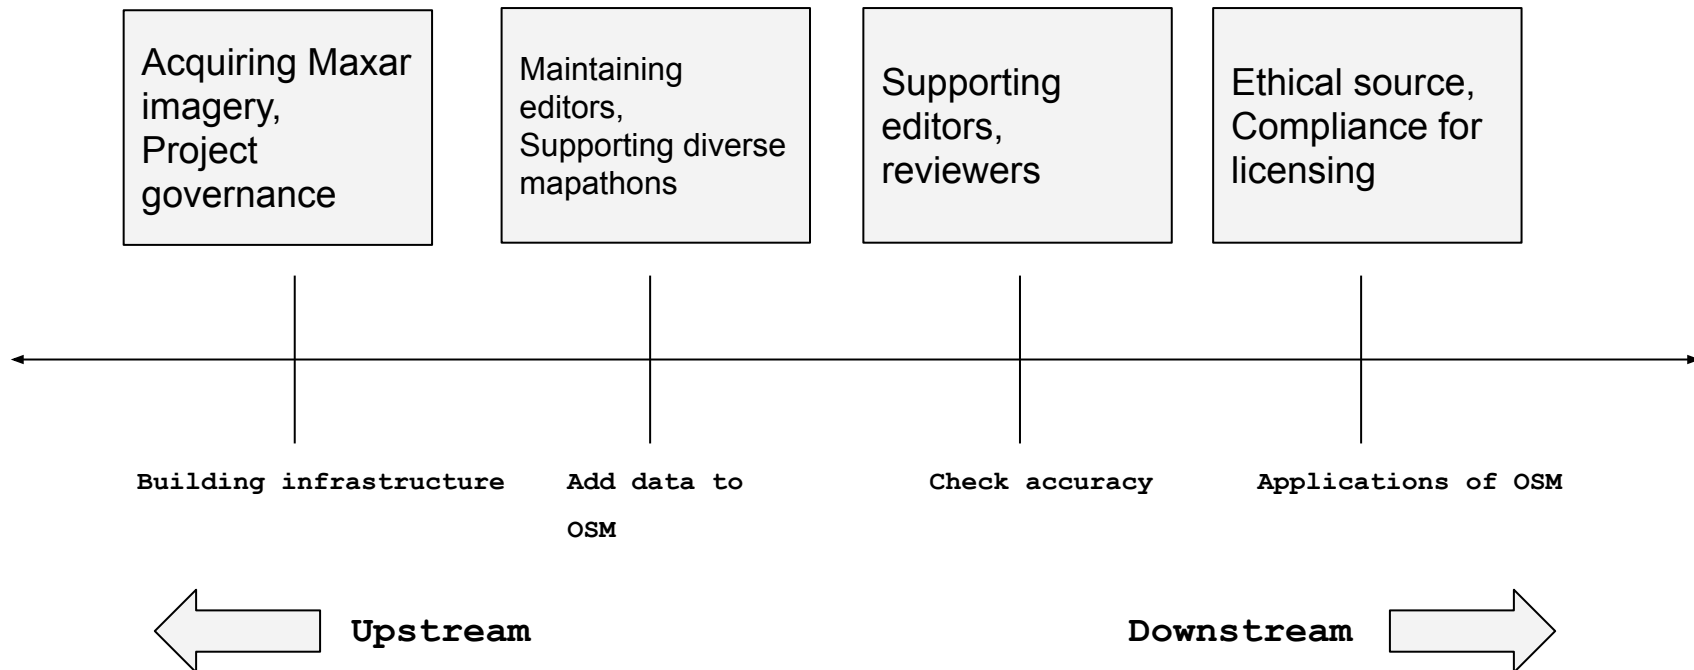 Acquiring Maxar
imagery,
Project
governance
Maintaining
editors,
Supporting diverse
mapathons
Supporting
editors,
reviewers
Ethical source,
Compliance for
licensing
Building infrastructure
Add data to
OSM
Check accuracy
Applications of OSM
Upstream
Downstream